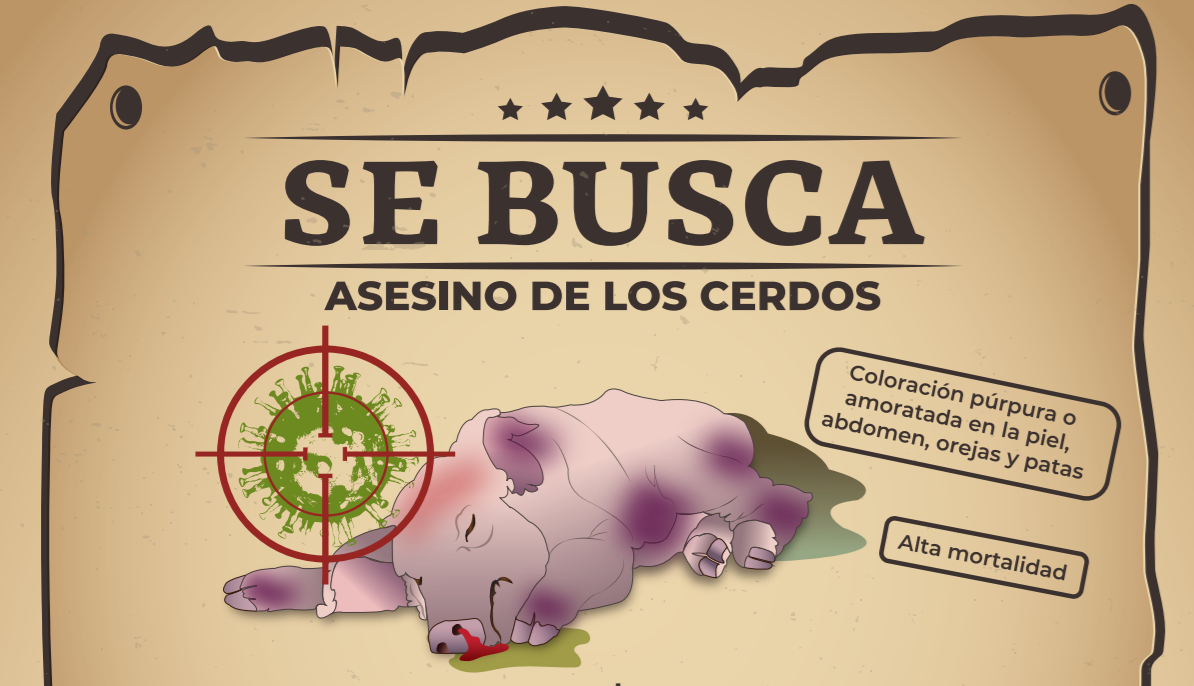 SE BUSCA
ASESINO DE LOS CERDOS
Coloración púrpura o
amoratada en la piel,
abdomen, orejas y patas
Alta mortalidad